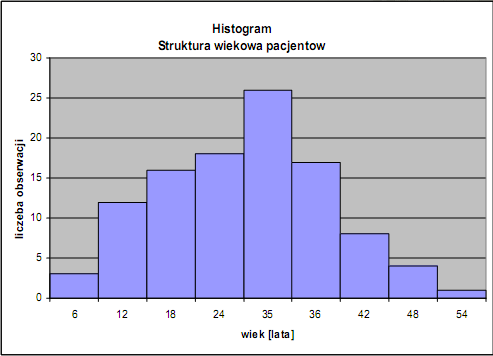 Histogram
Struktura wiekowa pacjentow
liczeba obserwacji
30
25
20
15
10
5
0
6 12 18 24 35 36 42 48 54
wiek [lata]